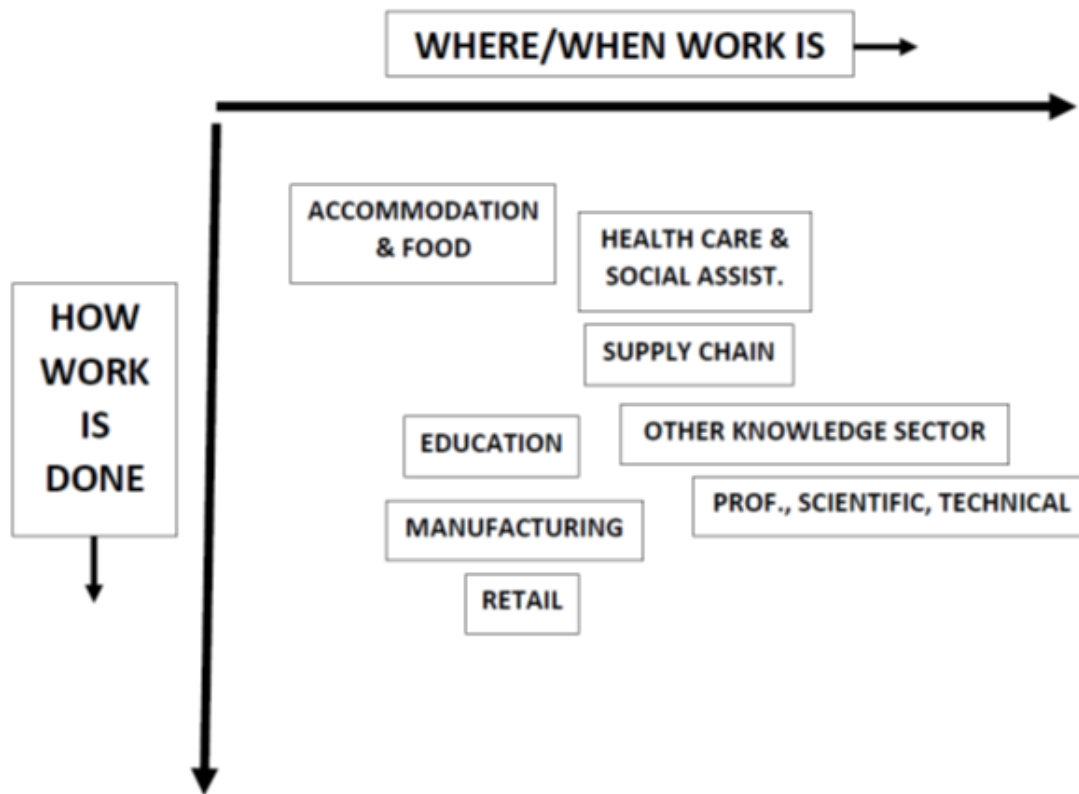 WHERE/WHEN WORK IS
ACCOMMODATION
& FOOD
HEALTH CARE &
SOCIAL ASSIST.
HOW
WORK
IS
DONE
SUPPLY CHAIN
EDUCATION
OTHER KNOWLEDGE SECTOR
PROF., SCIENTIFIC, TECHNICAL
MANUFACTURING
RETAIL